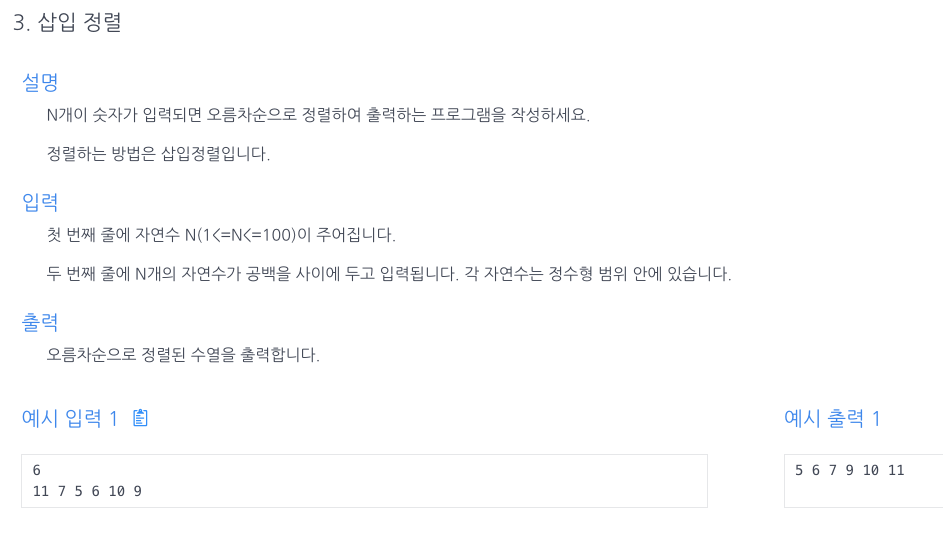 3. 삽입 정렬
설명
N개이 숫자가 입력되면 오름차순으로 정렬하여 출력하는 프로그램을 작성하세요.
정렬하는 방법은 삽입정렬입니다.
입력
첫 번째 줄에 자연수 N(1<=N<=100)이 주어집니다.
두 번째 줄에 N개의 자연수가 공백을 사이에 두고 입력됩니다. 각 자연수는 정수형 범위 안에 있습니다.
출력
오름차순으로 정렬된 수열을 출력합니다.
예시 입력 1
6
11 7 5 6 10 9
예시 출력 1
5 6 7 9 10 11